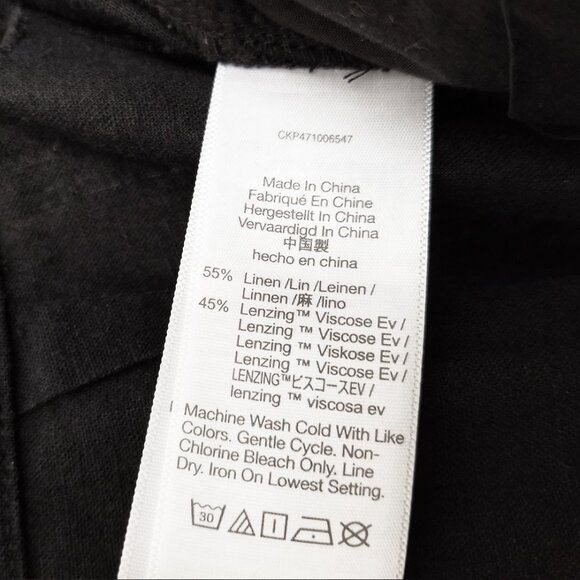 CKP471006547
Made In China
Fabriqué En Chine
Hergestellt In China
Vervaardigd In China
中国製
hecho en china
55% Linen /Lin /Leinen /
Linnen /麻 /lino
45% Lenzing™ Viscose Ev /
Lenzing ™ Viscose Ev /
Lenzing ™ Viskose Ev /
Lenzing ™ Viscose Ev /
LENZING™ビスコースEV /
lenzing ™ viscosa ev
Machine Wash Cold With Like
Colors. Gentle Cycle. Non-
Chlorine Bleach Only. Line
Dry. Iron On Lowest Setting.
30